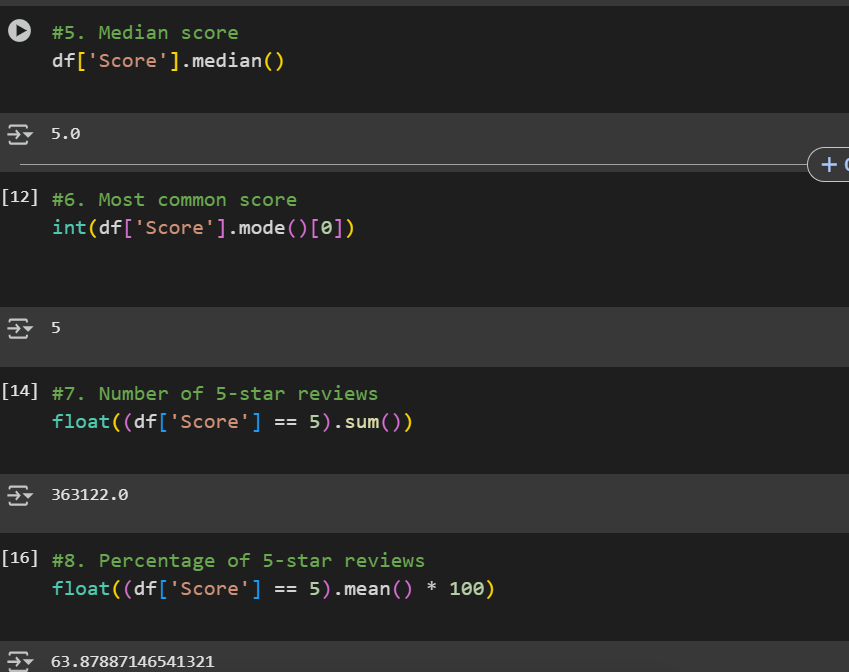 #5. Median score
df['Score'].median()
5.0
[12] #6. Most common score
int(df['Score'].mode()[0])
5
[14] #7. Number of 5-star reviews
float((df['Score'] == 5).sum())
363122.0
[16] #8. Percentage of 5-star reviews
float((df['Score'] == 5).mean() * 100)
63.87887146541321